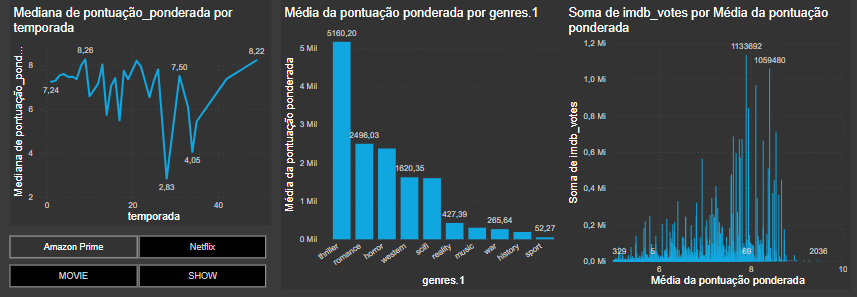 Mediana de pontuação_ponderada por
temporada
Mediana de pontuação_pond...
8
6
4
2
7,24
8,26
2,83
7,50
4,05
8,22
0
20
40
temporada
Amazon Prime
Netflix
MOVIE
SHOW
Média da pontuação ponderada por genres.1
Média da pontuação ponderada
5 Mil
4 Mil
3 Mil
2 Mil
1 Mil
0 Mil
5160,20
2496,03
1620,35
427,39
265,64
52,27
thriller
romance
horror
western
scifi
reality
music
war
history
sport
genres.1
Soma de imdb_votes por Média da pontuação
ponderada
Soma de imdb_votes
1,2 Mi
1,0 Mi
0,8 Mi
0,6 Mi
0,4 Mi
0,2 Mi
0,0 Mi
1133692
1059480
329
5
69
2036
6
8
10
Média da pontuação ponderada